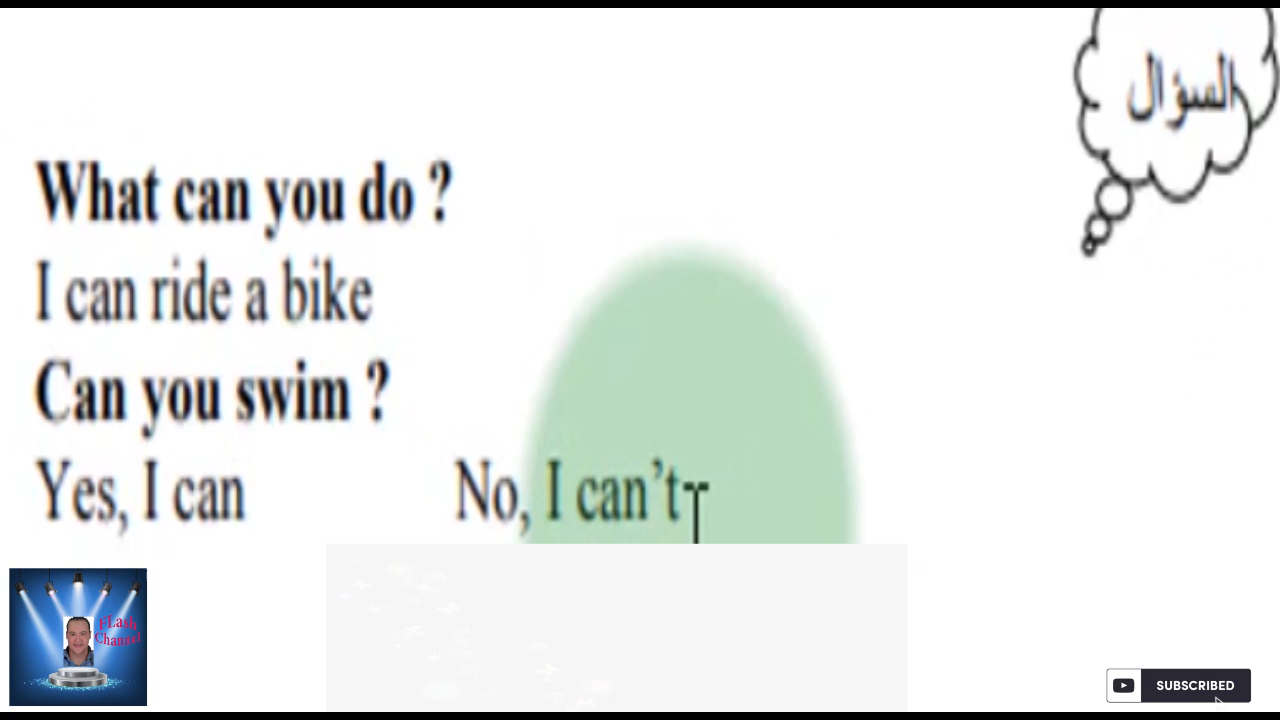 السؤال
What can you do ?
I can ride a bike
Can you swim ?
Yes, I can No, I can't
FLash
Channel
SUBSCRIBED